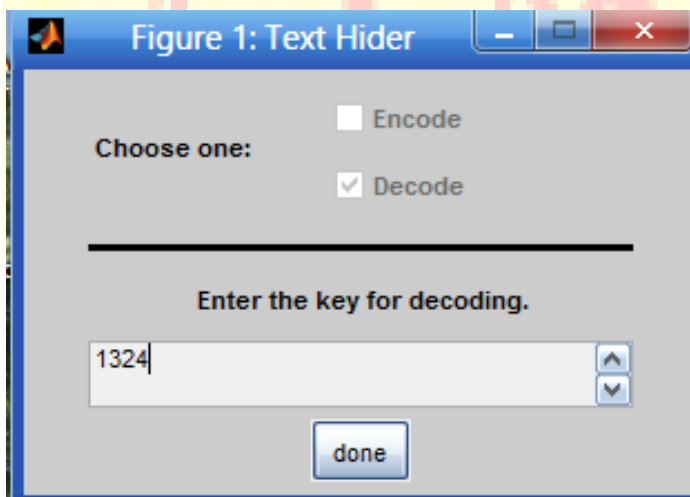 Figure 1: Text Hider
Encode
Choose one:
Decode
Enter the key for decoding.
1324
done